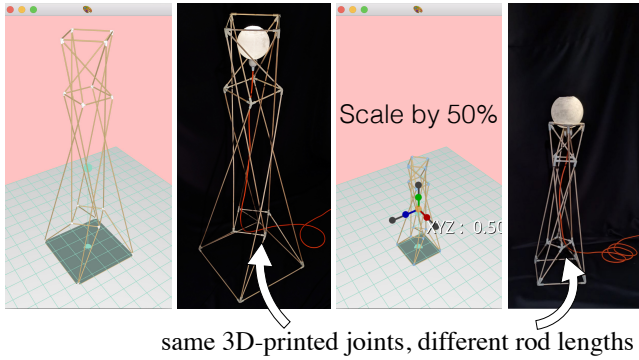 Scale by 50%
XYZ : 0.50
same 3D-printed joints, different rod lengths